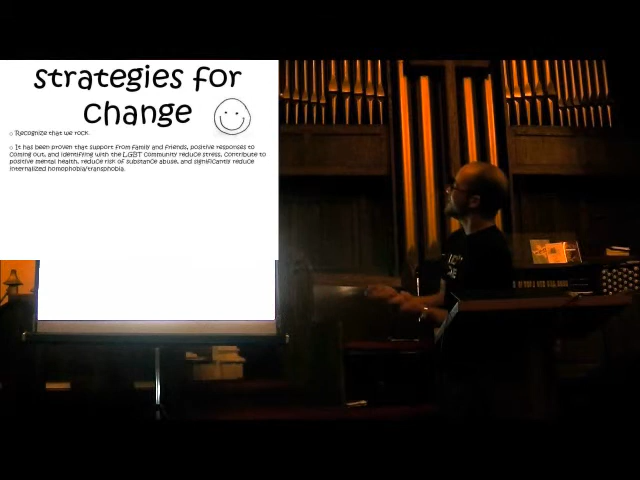 strategies for
change
o Recognize that we rock.
o It has been proven that support from family and friends, positive responses to
coming out, and identifying with the LGBT community reduce stress, contribute to
positive mental health, reduce risk of substance abuse, and significantly reduce
internalized homophobia/transphobia.